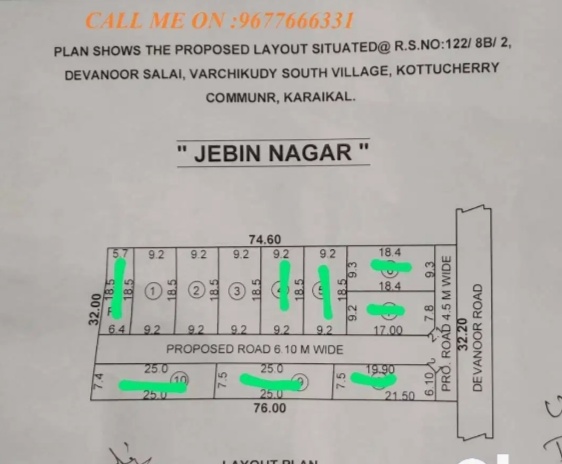 CALL ME ON :9677666331
PLAN SHOWS THE PROPOSED LAYOUT SITUATED@ R.S.NO:122/ 8B/ 2,
DEVANOOR SALAI, VARCHIKUDY SOUTH VILLAGE, KOTTUCHERRY
COMMUNR, KARAIKAL.
" JEBIN NAGAR "
74.60
5.7 9.2 9.2 9.2 9.2 9.2 18.4
18.5 18.5 1 18.5 2 18.5 3 18.5 4 18.5 5 18.5 9.3 9.3
18.4
32.00
9.2 7.8
6.4 9.2 9.2 9.2 9.2 9.2 17.00
PROPOSED ROAD 6.10 M WIDE
PRO. ROAD 4.5 M WIDE
32.20
DEVANOOR ROAD
25.0 25.0 19.90
7.4 10 7.5 9 7.5 6.10
25.0 25.0 21.50
76.00
LAYOUT PLAN